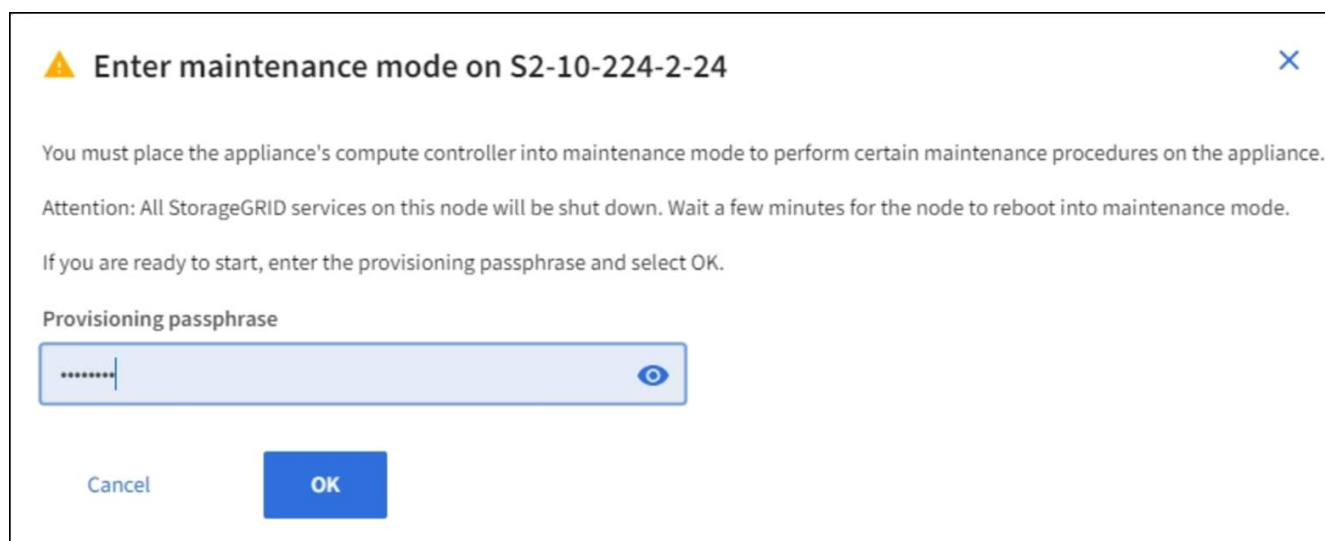 Enter maintenance mode on S2-10-224-2-24
You must place the appliance's compute controller into maintenance mode to perform certain maintenance procedures on the appliance.
Attention: All StorageGRID services on this node will be shut down. Wait a few minutes for the node to reboot into maintenance mode.
If you are ready to start, enter the provisioning passphrase and select OK.
Provisioning passphrase
••••••••
Cancel OK